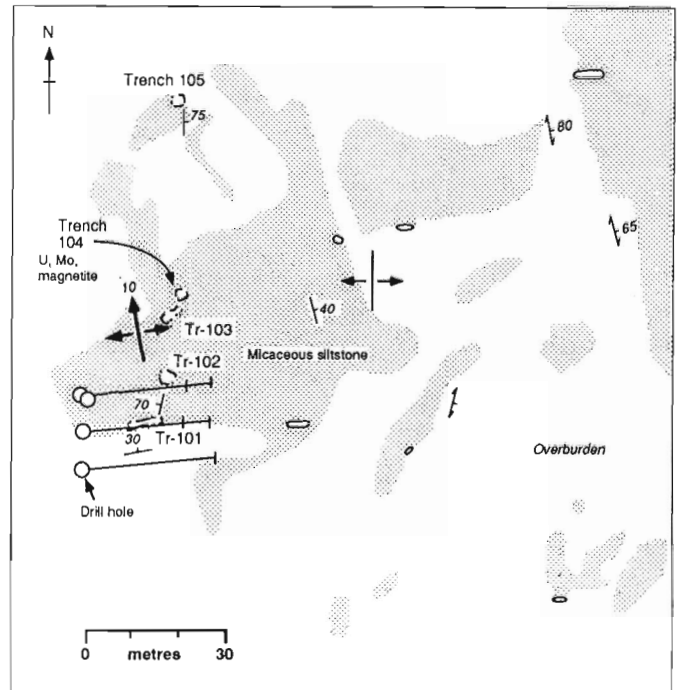 N
Trench 105
75
80
65
Trench
104
U, Mo,
magnetite
10
40
Tr-103
Micaceous siltstone
Tr-102
70
Tr-101
30
Overburden
Drill hole
0 metres 30